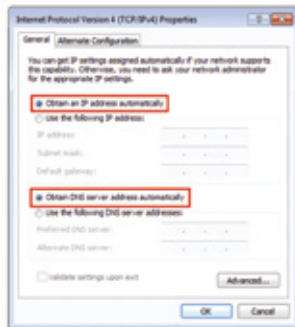 Internet Protocol Version 4 (TCP/IPv4) Properties
General Alternate Configuration
You can get IP settings assigned automatically if your network supports
this capability. Otherwise, you need to ask your network administrator
for the appropriate IP settings.
Obtain an IP address automatically
Use the following IP address:
IP address:
Subnet mask:
Default gateway:
Obtain DNS server address automatically
Use the following DNS server addresses:
Preferred DNS server:
Alternate DNS server:
Validate settings upon exit
Advanced...
OK Cancel